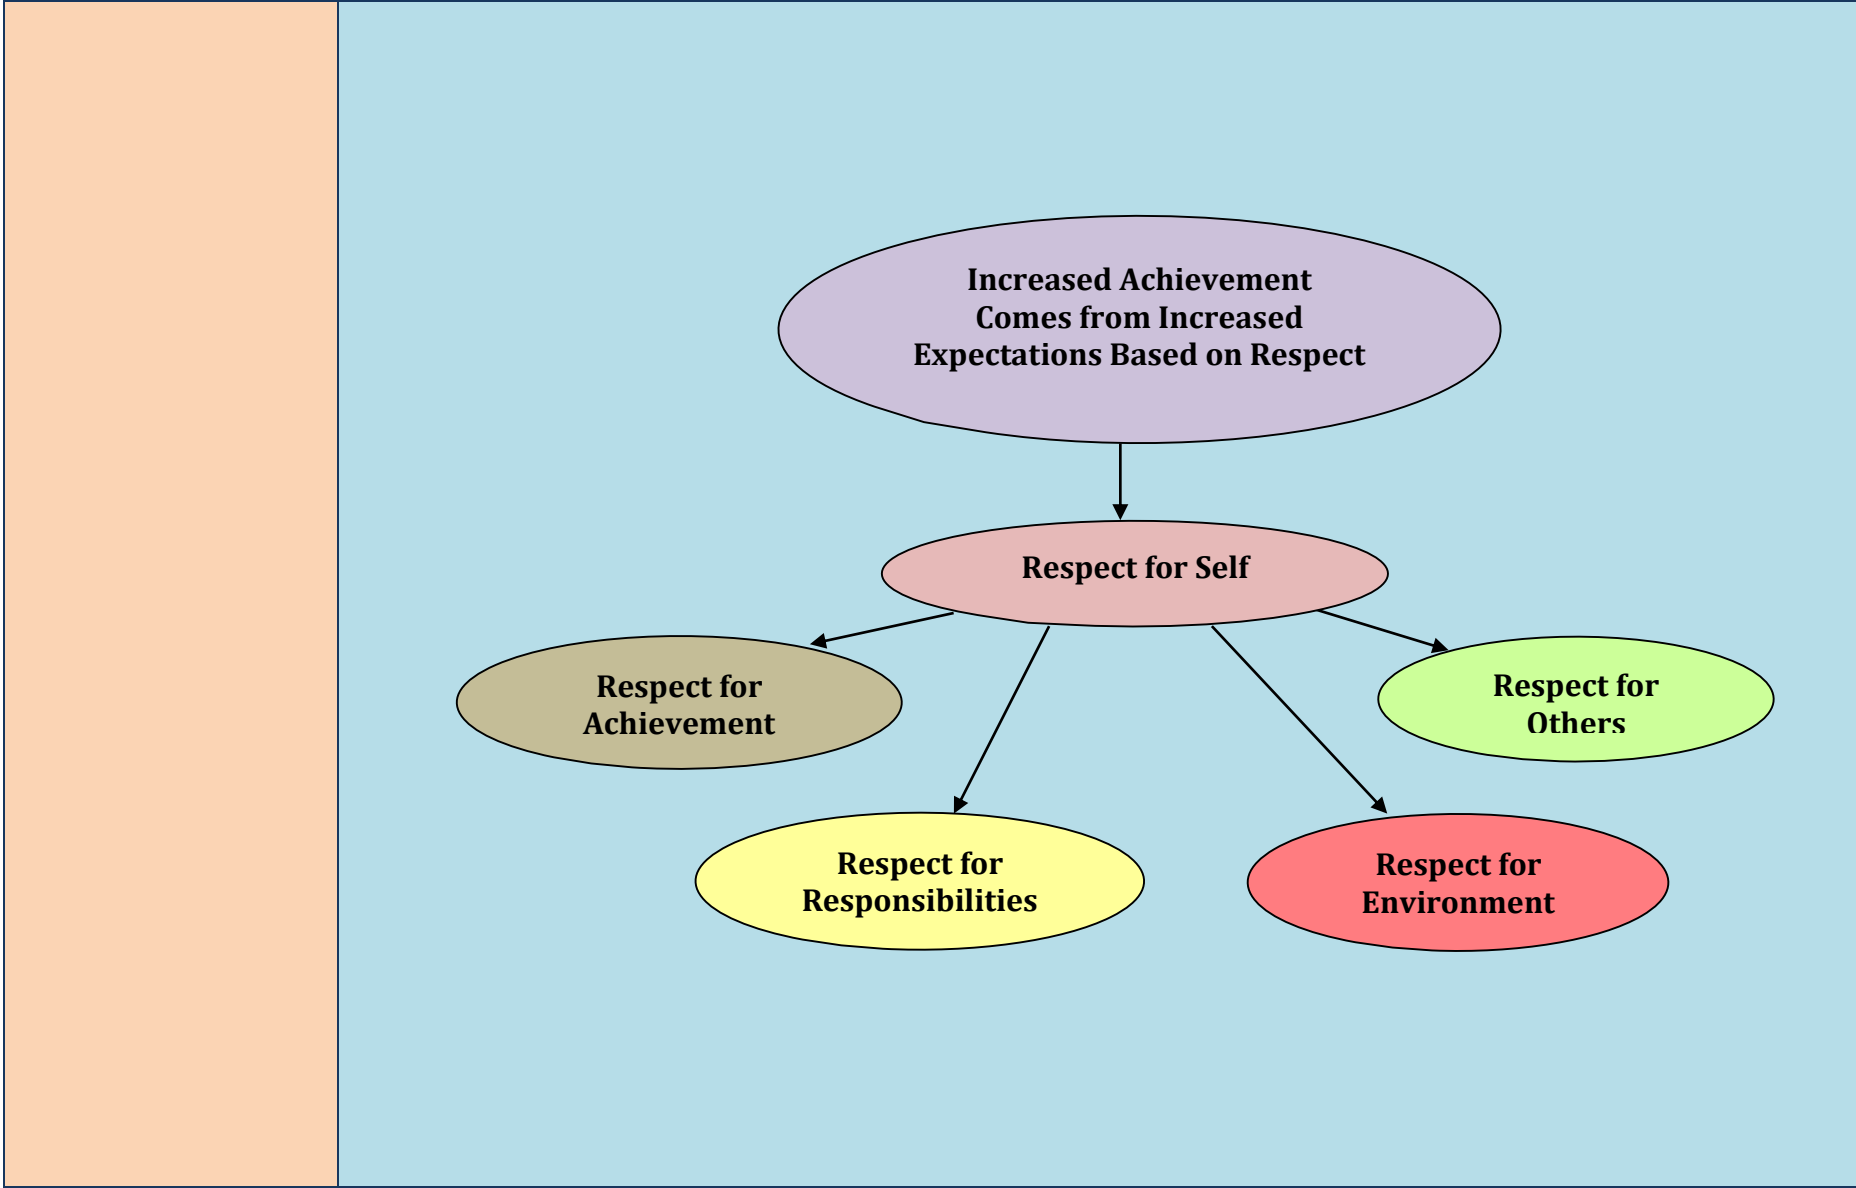 Increased Achievement
Comes from Increased
Expectations Based on Respect
Respect for Self
Respect for
Achievement
Respect for
Others
Respect for
Responsibilities
Respect for
Environment